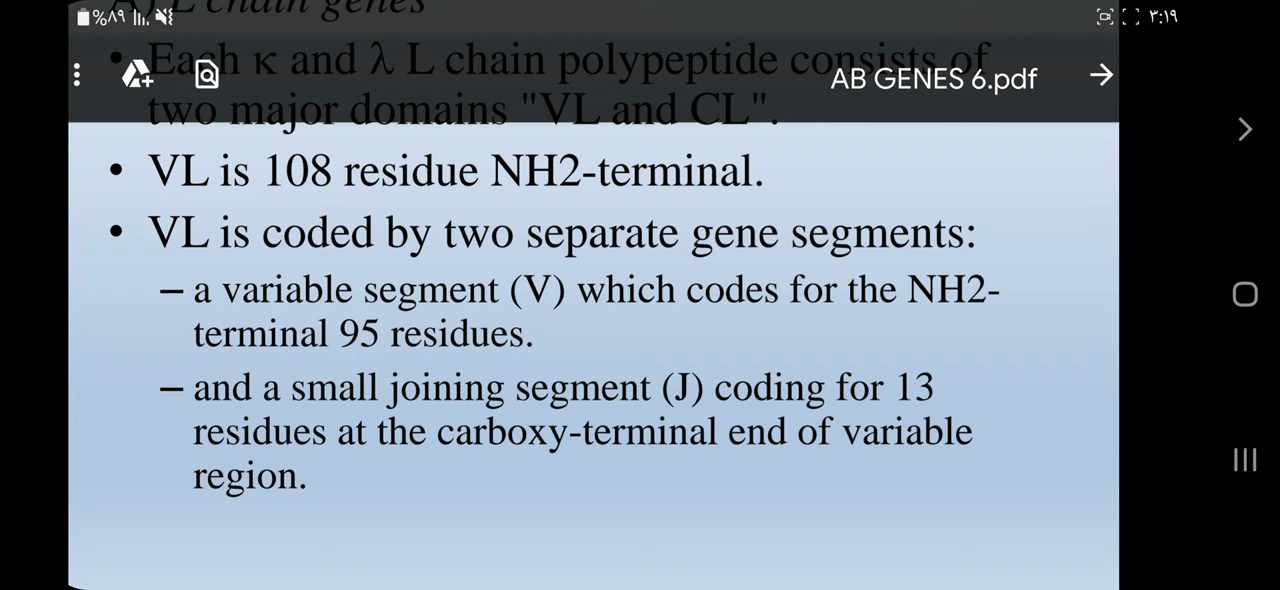 %٨٩ ٣:١٩
A) L chain genes
• Each κ and λ L chain polypeptide consists of
AB GENES 6.pdf
two major domains "VL and CL".
• VL is 108 residue NH2-terminal.
• VL is coded by two separate gene segments:
– a variable segment (V) which codes for the NH2-
terminal 95 residues.
– and a small joining segment (J) coding for 13
residues at the carboxy-terminal end of variable
region.